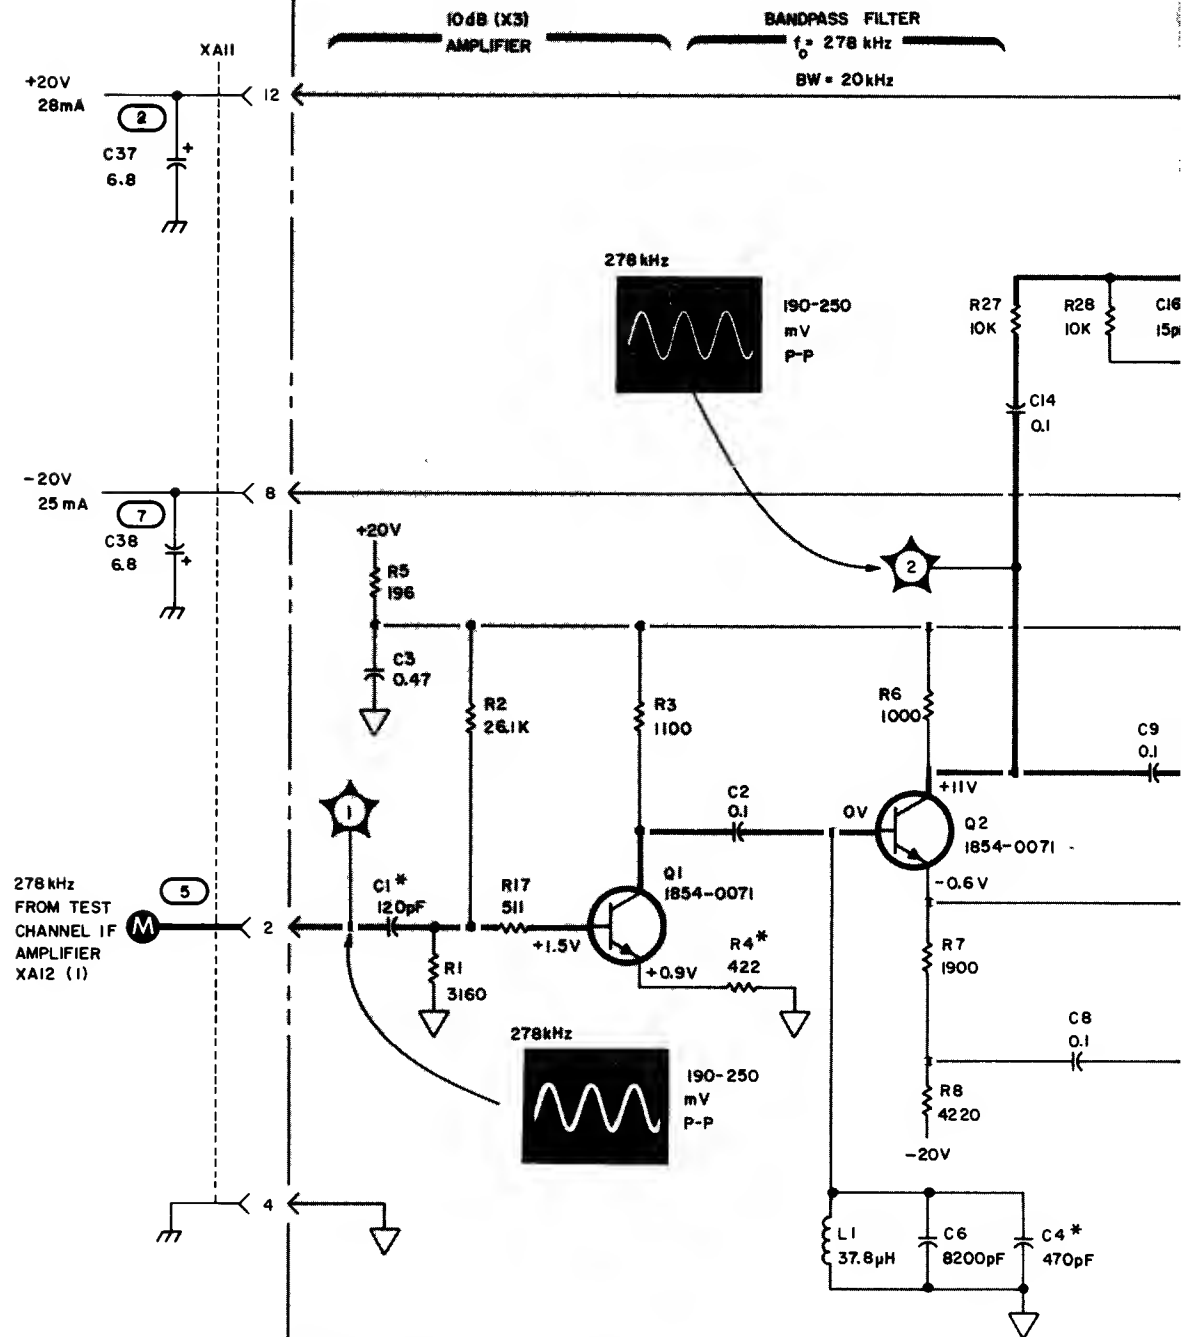 10dB (X3)
AMPLIFIER
BANDPASS FILTER
fo= 278 kHz
BW = 20kHz
XA11
+20V
28mA
2
12
C37
6.8
+
278kHz
190-250
mV
P-P
R27
10K
R28
10K
C16
C14
0.1
-20V
25mA
7
8
C38
6.8
+
+20V
R5
196
2
C3
0.47
R2
26.1K
R3
1100
R6
1000
C9
0.1
1
C2
0.1
0V
+11V
Q2
1854-0071
-0.6V
278kHz
FROM TEST
CHANNEL IF
AMPLIFIER
XA12 (1)
M
5
2
C1*
120pF
R17
511
Q1
1854-0071
+1.5V
R4*
422
+0.9V
R1
3160
R7
1900
278kHz
190-250
mV
P-P
C8
0.1
R8
4220
-20V
4
L1
37.8µH
C6
8200pF
C4*
470pF